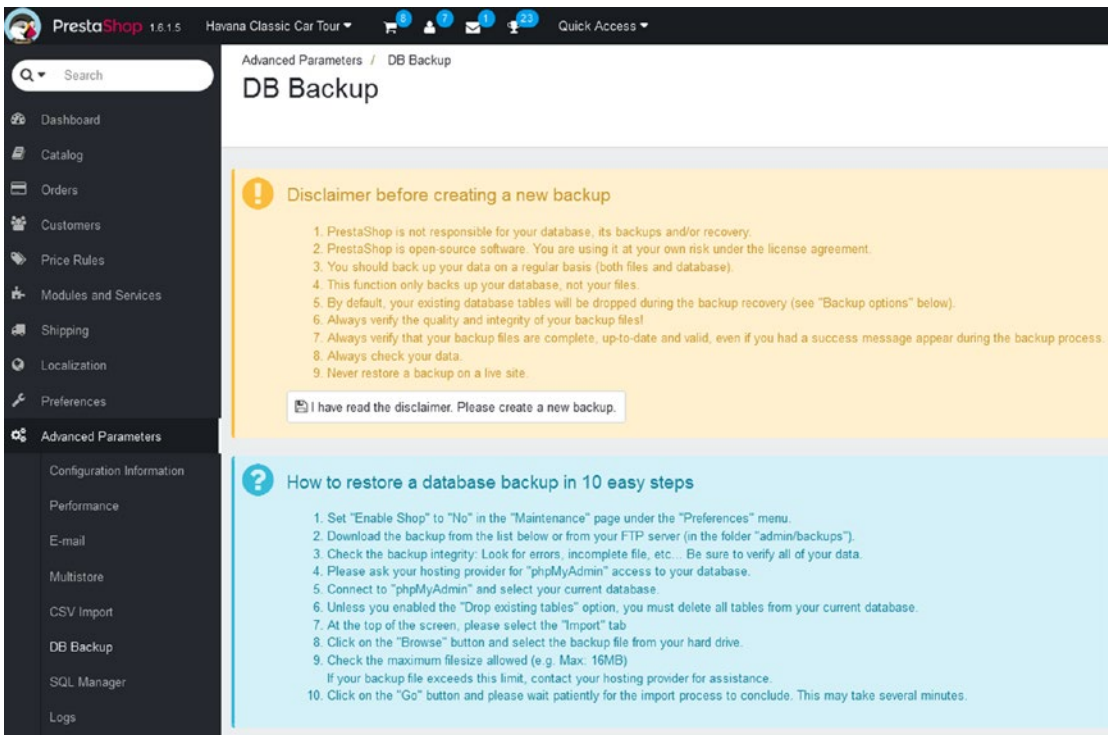 PrestaShop 1.6.1.5 Havana Classic Car Tour 8 7 1 23 Quick Access
Search
Dashboard
Catalog
Orders
Customers
Price Rules
Modules and Services
Shipping
Localization
Preferences
Advanced Parameters
Configuration Information
Performance
E-mail
Multistore
CSV Import
DB Backup
SQL Manager
Logs
Advanced Parameters / DB Backup
DB Backup
Disclaimer before creating a new backup
1. PrestaShop is not responsible for your database, its backups and/or recovery.
2. PrestaShop is open-source software. You are using it at your own risk under the license agreement.
3. You should back up your data on a regular basis (both files and database).
4. This function only backs up your database, not your files.
5. By default, your existing database tables will be dropped during the backup recovery (see "Backup options" below).
6. Always verify the quality and integrity of your backup files!
7. Always verify that your backup files are complete, up-to-date and valid, even if you had a success message appear during the backup process.
8. Always check your data.
9. Never restore a backup on a live site.
I have read the disclaimer. Please create a new backup.
How to restore a database backup in 10 easy steps
1. Set "Enable Shop" to "No" in the "Maintenance" page under the "Preferences" menu.
2. Download the backup from the list below or from your FTP server (in the folder "admin/backups").
3. Check the backup integrity: Look for errors, incomplete file, etc... Be sure to verify all of your data.
4. Please ask your hosting provider for "phpMyAdmin" access to your database.
5. Connect to "phpMyAdmin" and select your current database.
6. Unless you enabled the "Drop existing tables" option, you must delete all tables from your current database.
7. At the top of the screen, please select the "Import" tab
8. Click on the "Browse" button and select the backup file from your hard drive.
9. Check the maximum filesize allowed (e.g. Max: 16MB)
If your backup file exceeds this limit, contact your hosting provider for assistance.
10. Click on the "Go" button and please wait patiently for the import process to conclude. This may take several minutes.